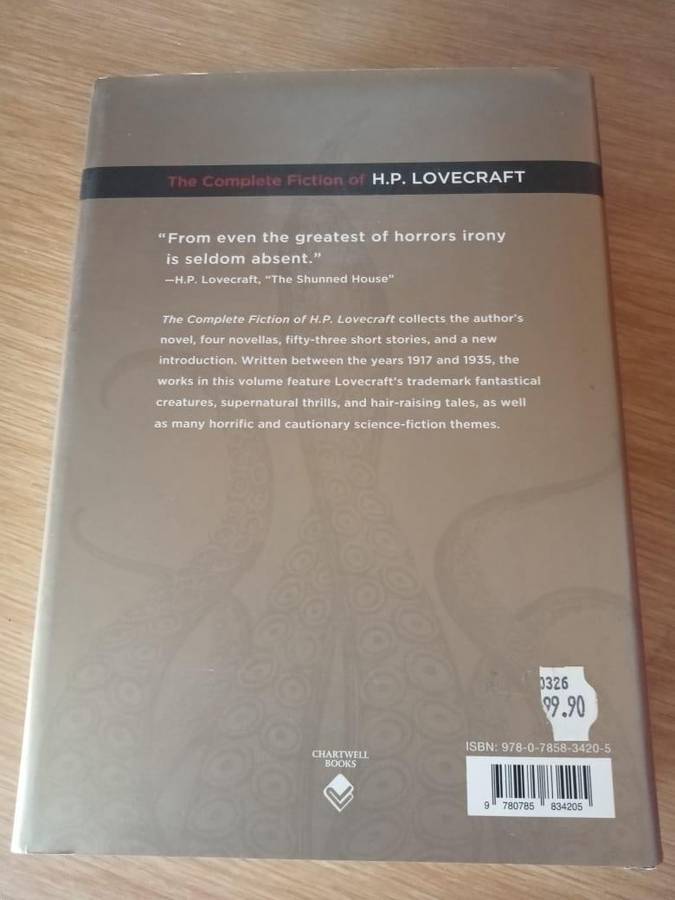 The Complete Fiction of H.P. LOVECRAFT
“From even the greatest of horrors irony
is seldom absent.”
—H.P. Lovecraft, “The Shunned House”
The Complete Fiction of H.P. Lovecraft collects the author’s
novel, four novellas, fifty-three short stories, and a new
introduction. Written between the years 1917 and 1935, the
works in this volume feature Lovecraft’s trademark fantastical
creatures, supernatural thrills, and hair-raising tales, as well
as many horrific and cautionary science-fiction themes.
0326
99.90
ISBN: 978-0-7858-3420-5
CHARTWELL
BOOKS
9 780785 834205